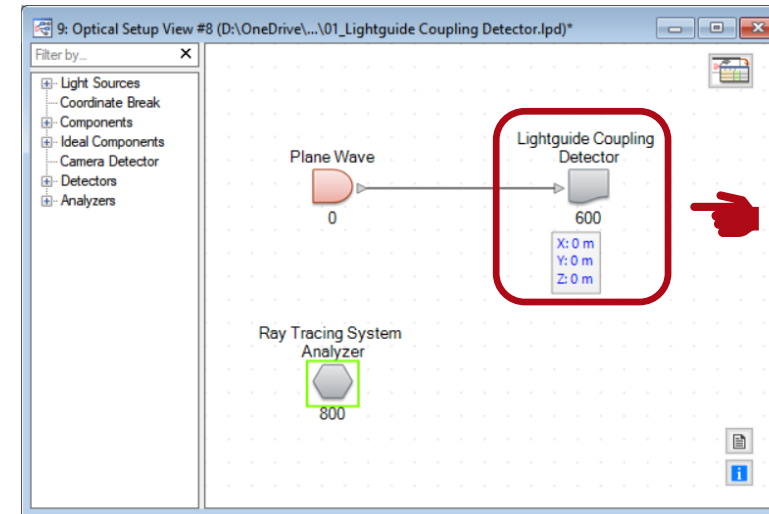 9: Optical Setup View #8 (D:\OneDrive\...\01_Lightguide Coupling Detector.lpd)*
Filter by...
Light Sources
Coordinate Break
Components
Ideal Components
Camera Detector
Detectors
Analyzers
Plane Wave
0
Lightguide Coupling
Detector
600
X: 0 m
Y: 0 m
Z: 0 m
Ray Tracing System
Analyzer
800